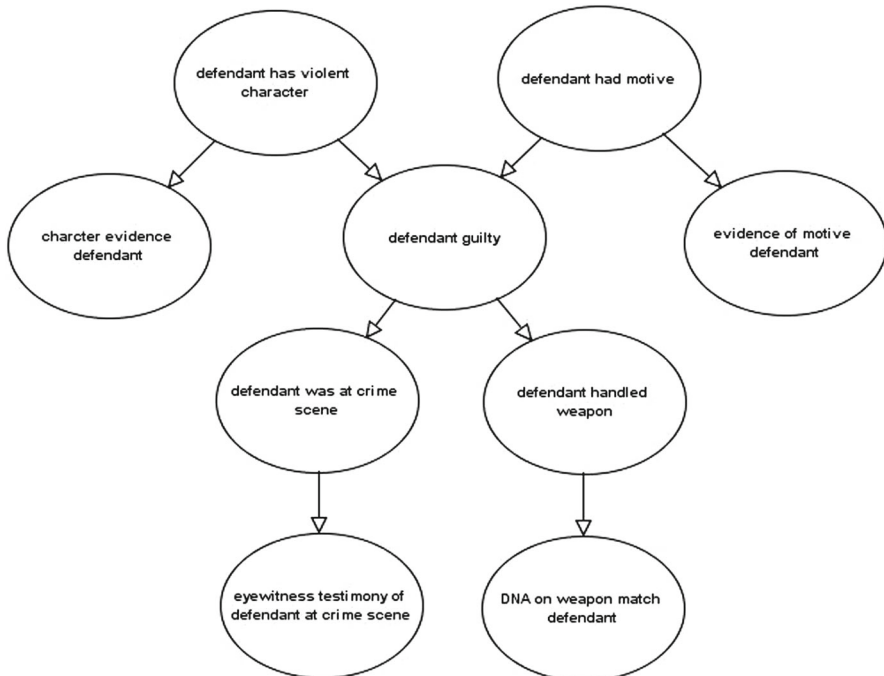 defendant has violent
character
defendant had motive
charcter evidence
defendant
defendant guilty
evidence of motive
defendant
defendant was at crime
scene
defendant handled
weapon
eyewitness testimony of
defendant at crime scene
DNA on weapon match
defendant